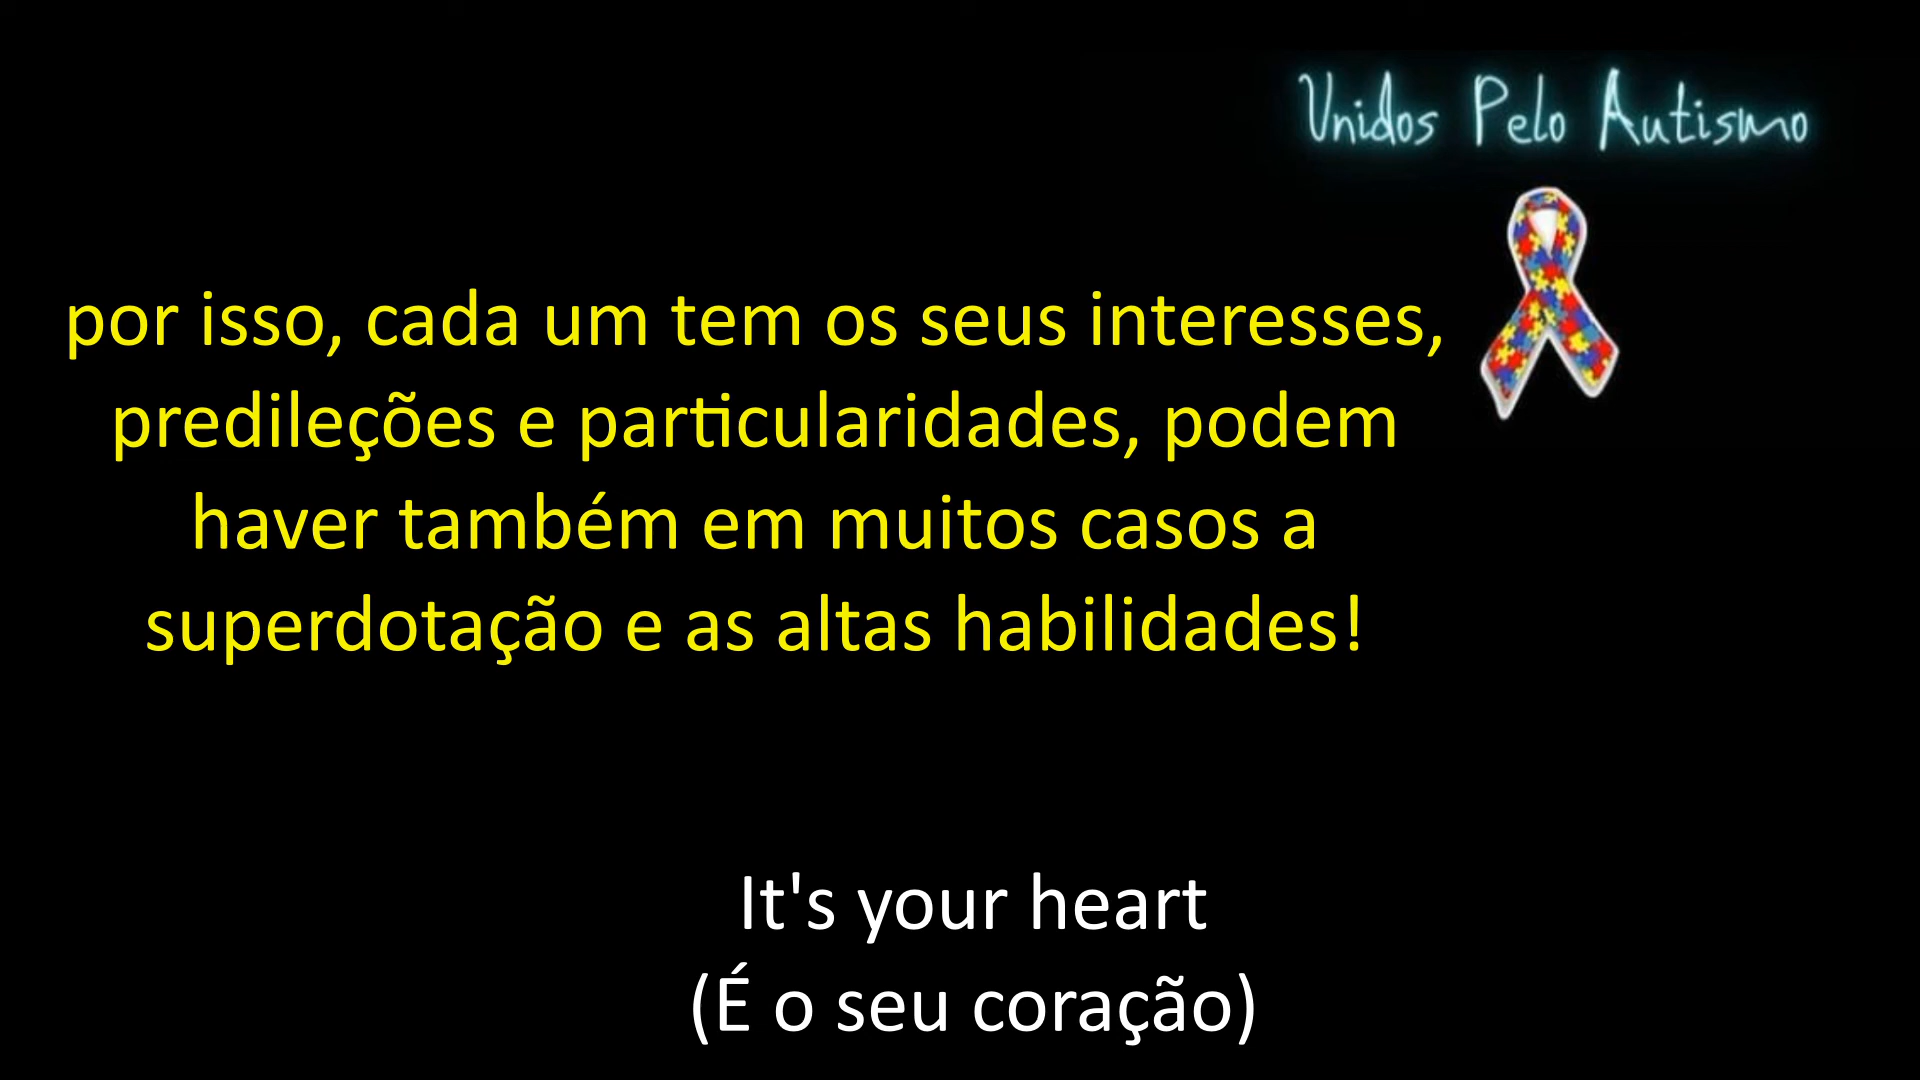 Unidos Pelo Autismo
por isso, cada um tem os seus interesses,
predileções e particularidades, podem
haver também em muitos casos a
superdotação e as altas habilidades!
It's your heart
(É o seu coração)